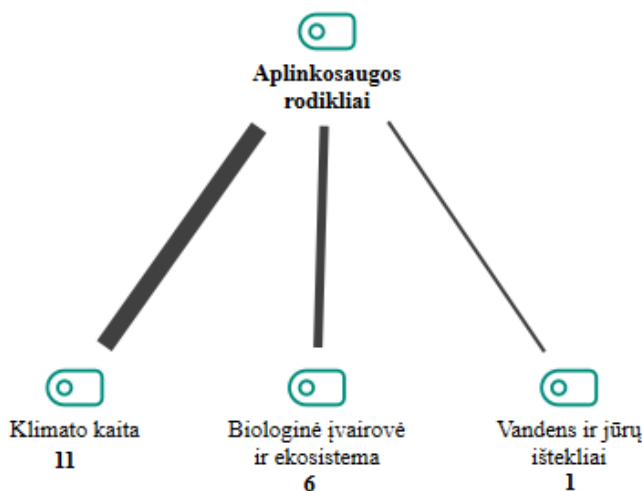 Aplinkosaugos
rodikliai
Klimato kaita
11
Biologinė įvairovė
ir ekosistema
6
Vandens ir jūrų
ištekliai
1